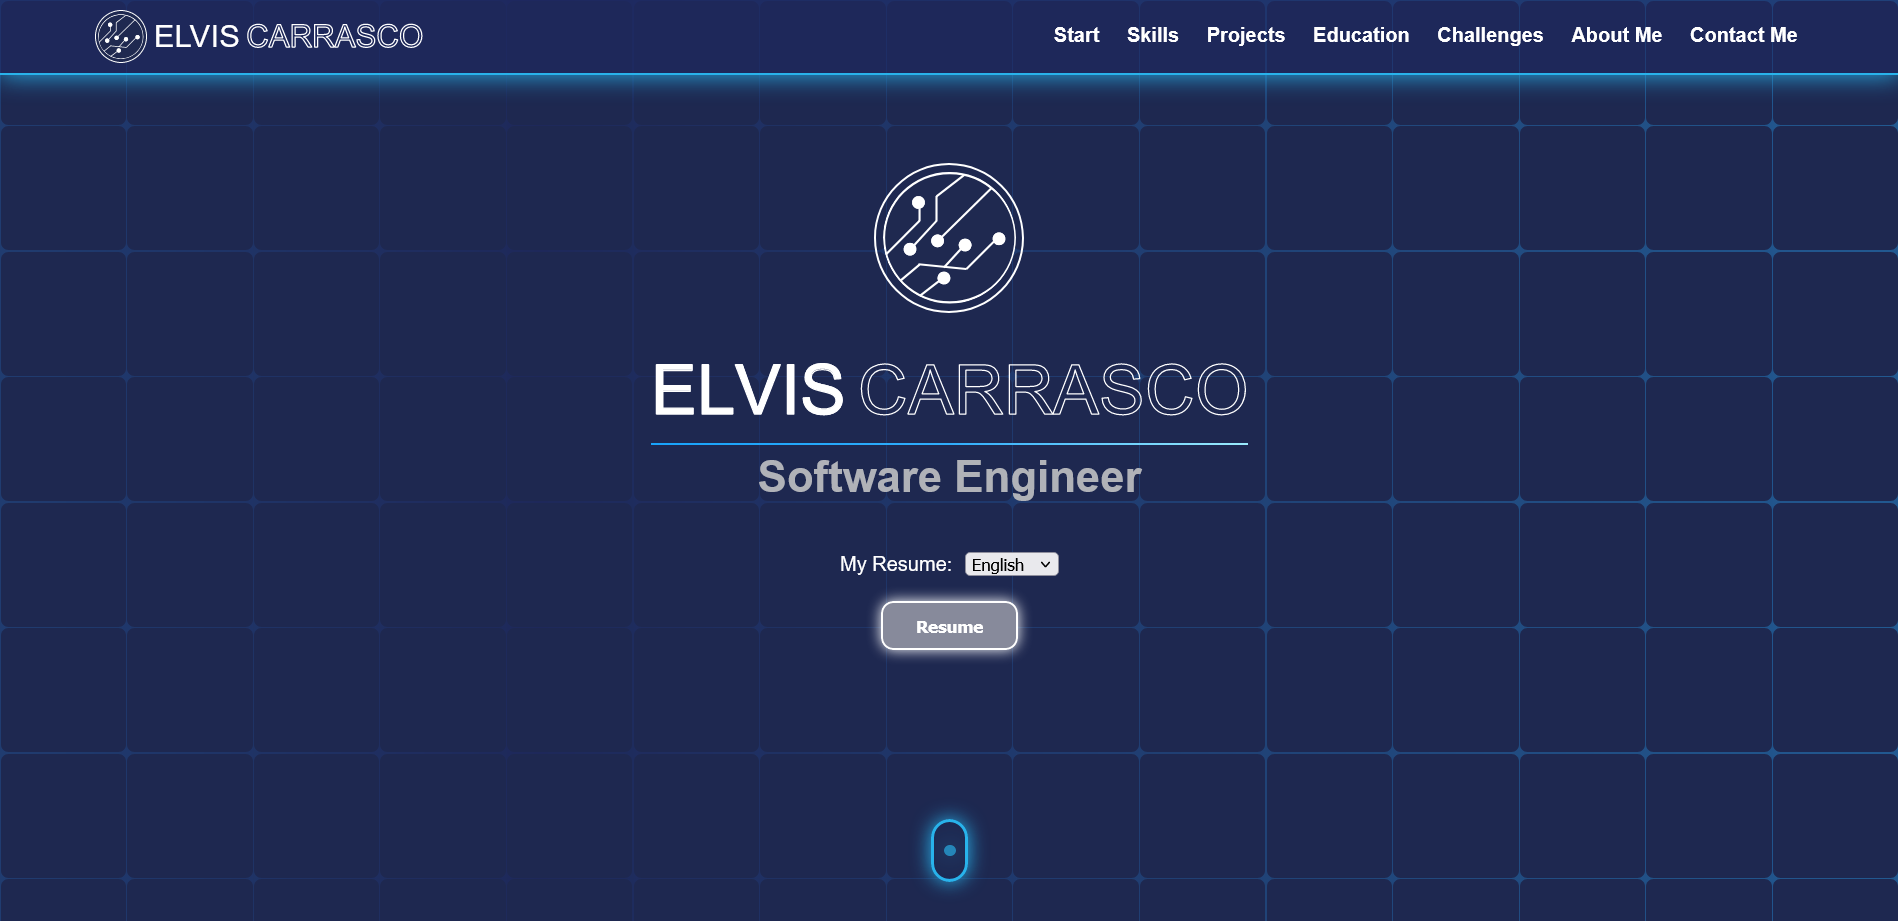 ELVIS CARRASCO
Start Skills Projects Education Challenges About Me Contact Me
ELVIS CARRASCO
Software Engineer
My Resume: English
Resume